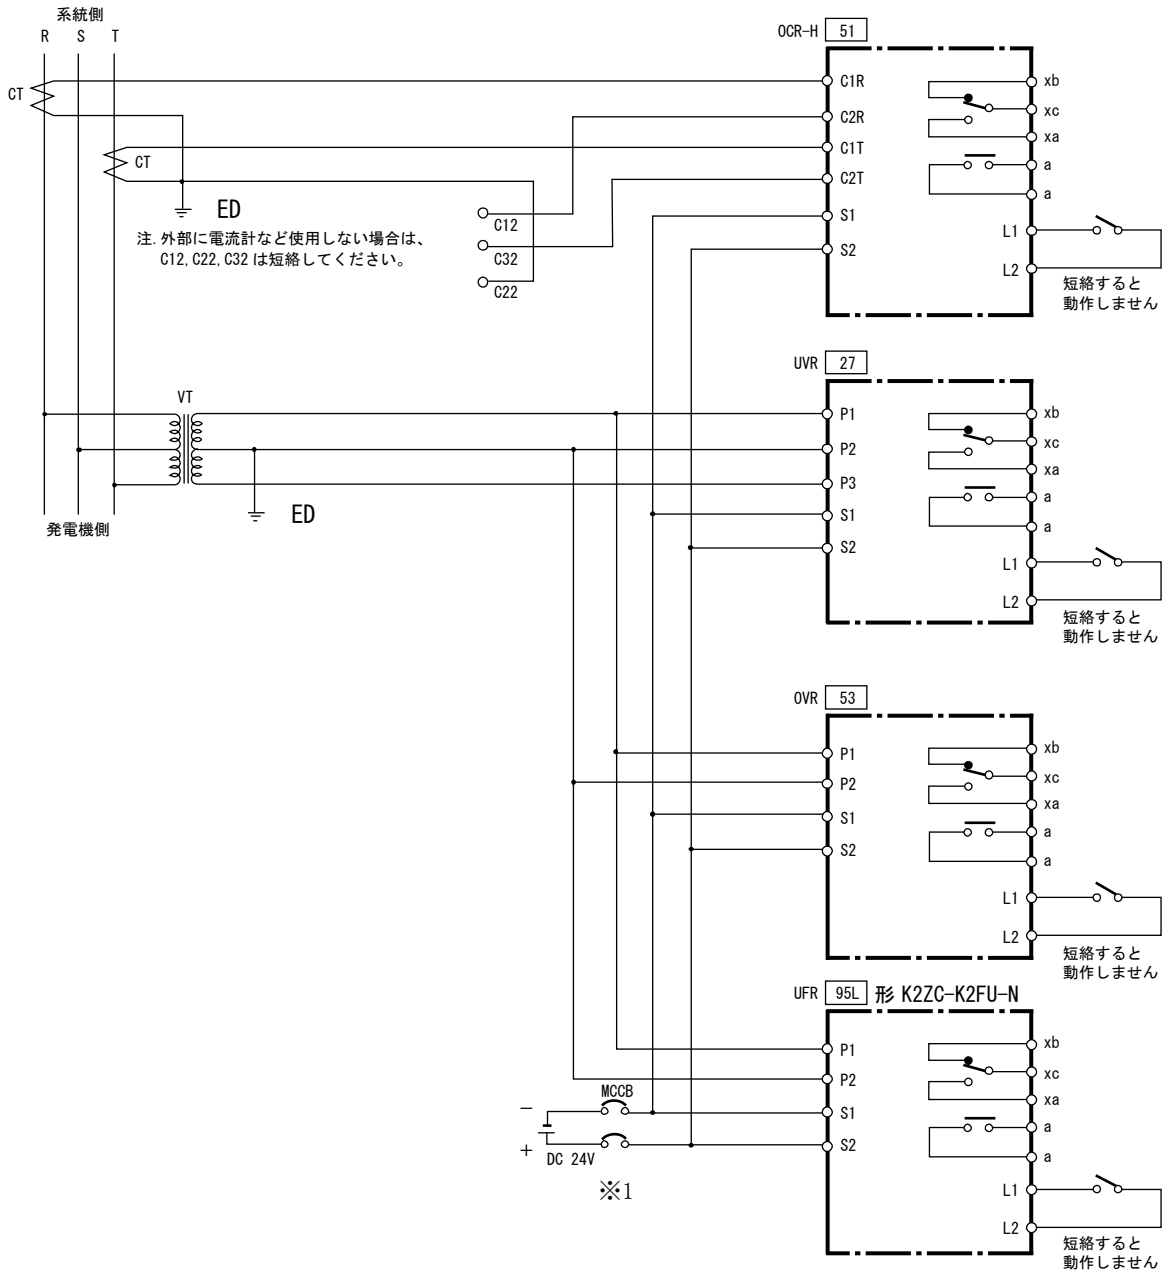 系統側
R S T
CT
CT
ED
注. 外部に電流計など使用しない場合は、
C12, C22, C32 は短絡してください。
C12
C32
C22
OCR-H 51
C1R
C2R
C1T
C2T
S1
S2
xb
xc
xa
a
a
L1
L2
短絡すると
動作しません
VT
ED
発電機側
UVR 27
P1
P2
P3
S1
S2
xb
xc
xa
a
a
L1
L2
短絡すると
動作しません
OVR 53
P1
P2
S1
S2
xb
xc
xa
a
a
L1
L2
短絡すると
動作しません
UFR 95L 形 K2ZC-K2FU-N
P1
P2
S1
S2
xb
xc
xa
a
a
L1
L2
短絡すると
動作しません
MCCB
−
+
DC 24V
※1